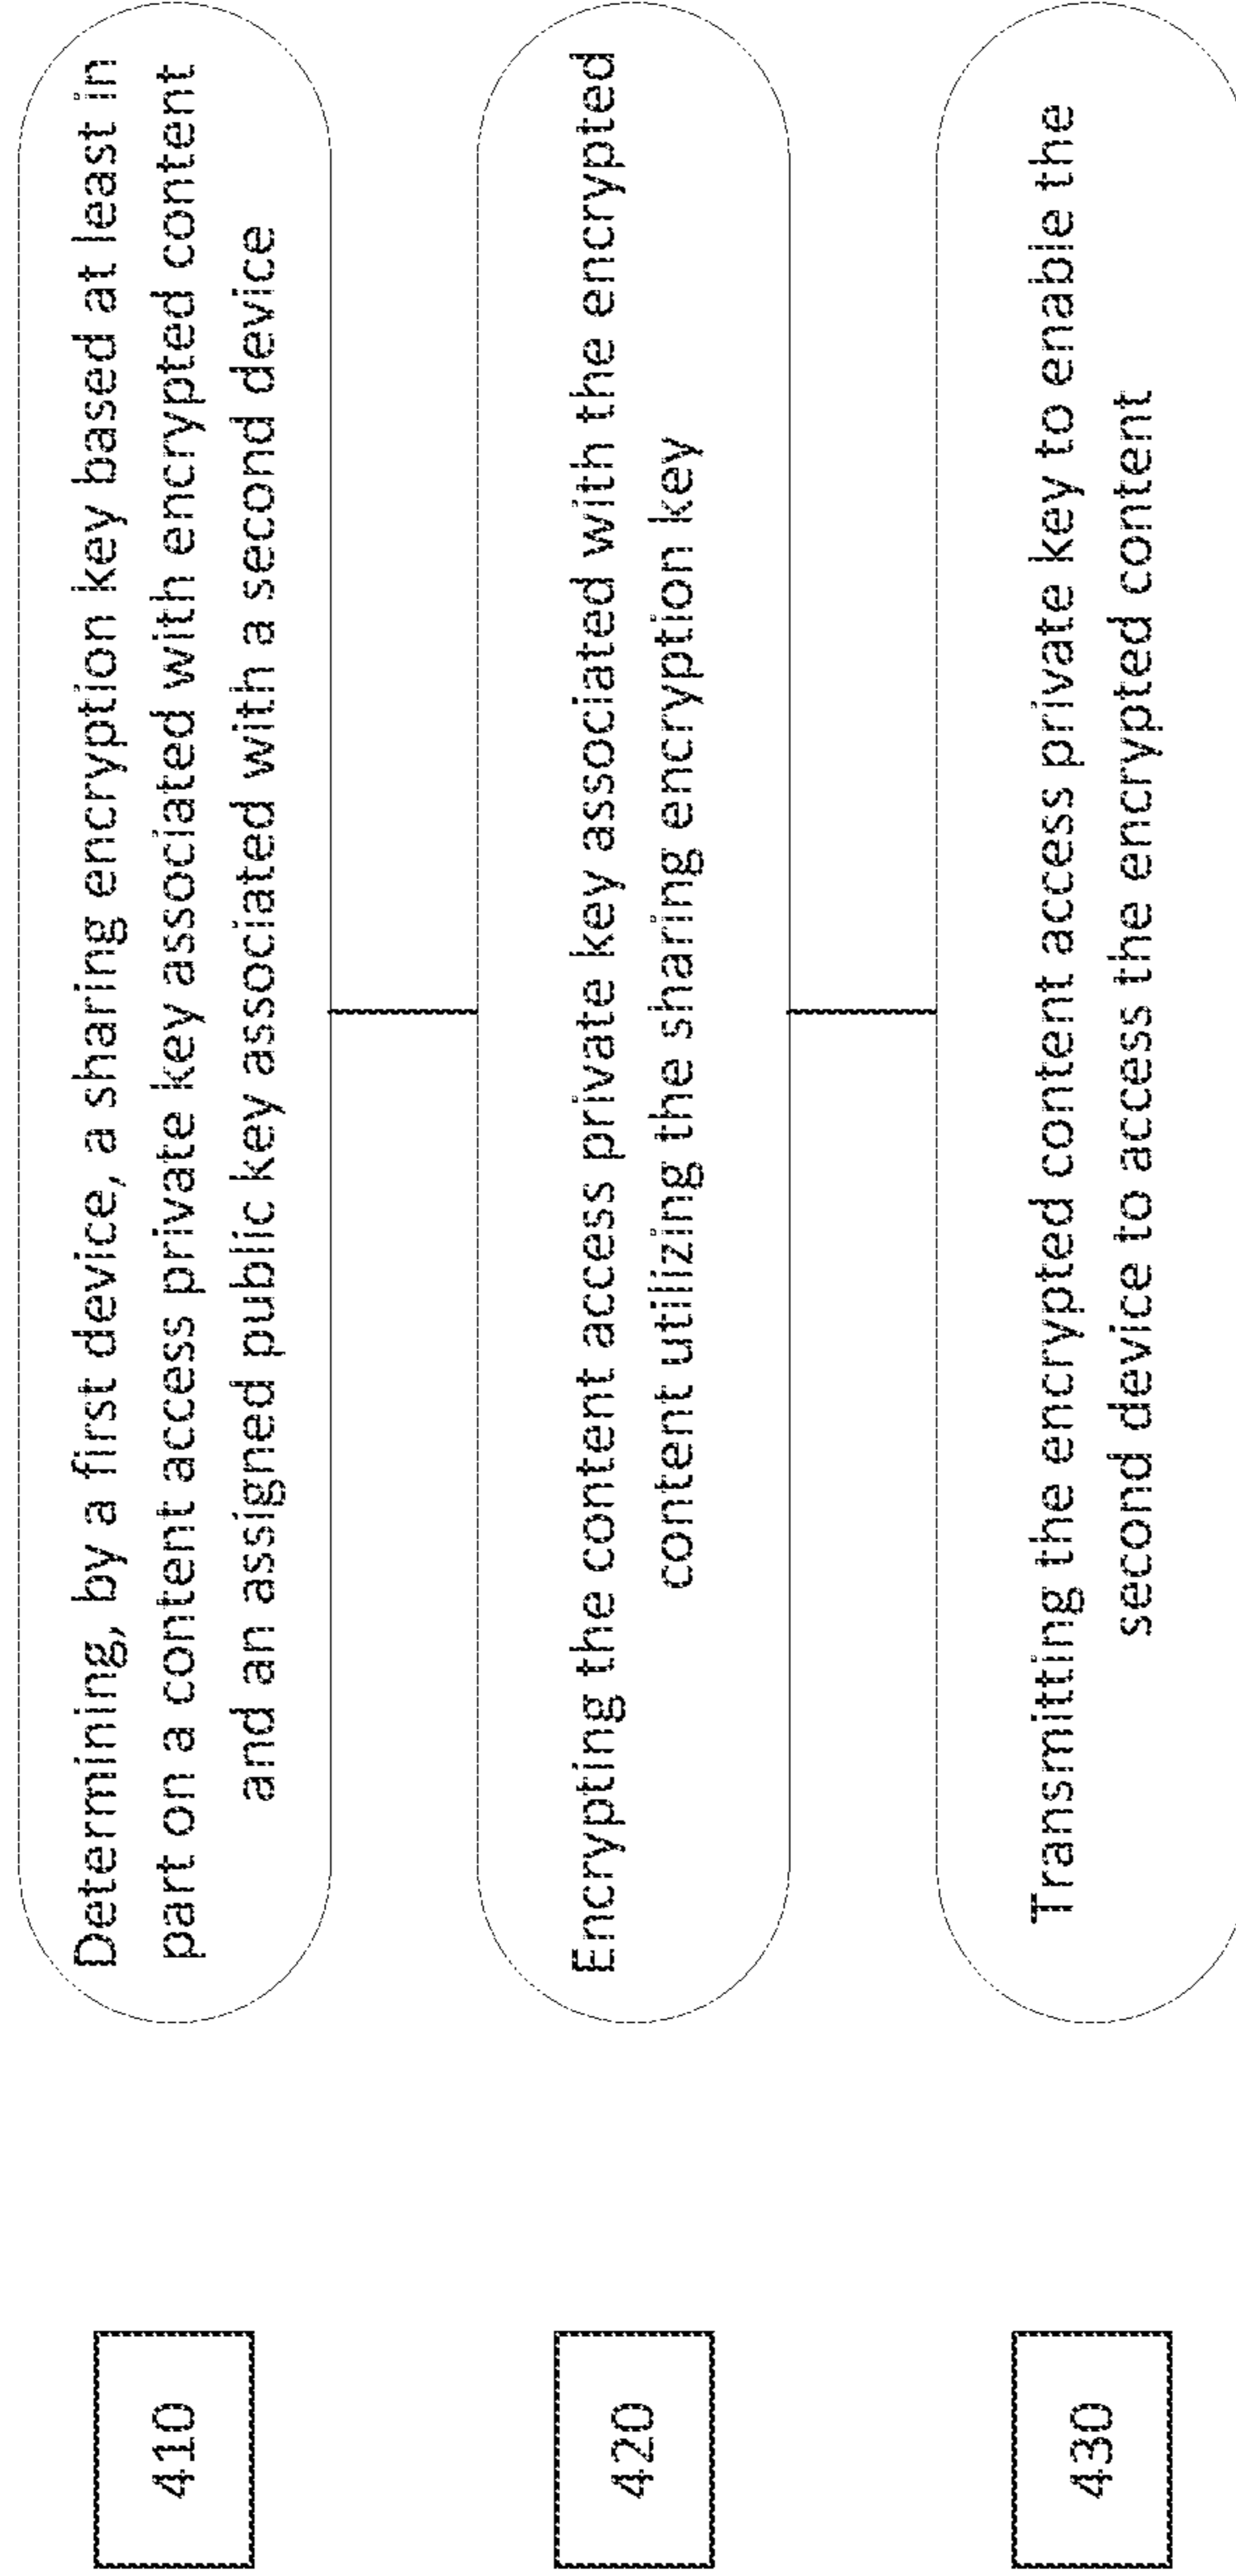 410
Determining, by a first device, a sharing encryption key based at least in
part on a content access private key associated with encrypted content
and an assigned public key associated with a second device
420
Encrypting the content access private key associated with the encrypted
content utilizing the sharing encryption key
430
Transmitting the encrypted content access private key to enable the
second device to access the encrypted content